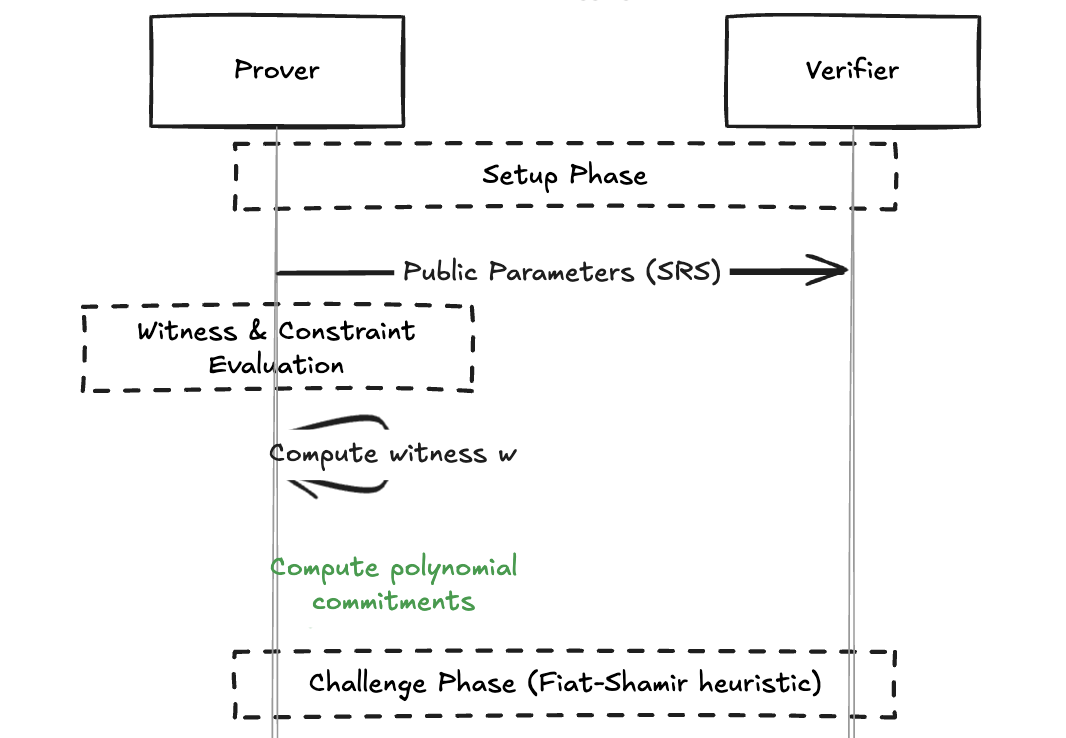 Prover
Verifier
Setup Phase
Public Parameters (SRS)
Witness & Constraint
Evaluation
Compute witness w
Compute polynomial
commitments
Challenge Phase (Fiat-Shamir heuristic)